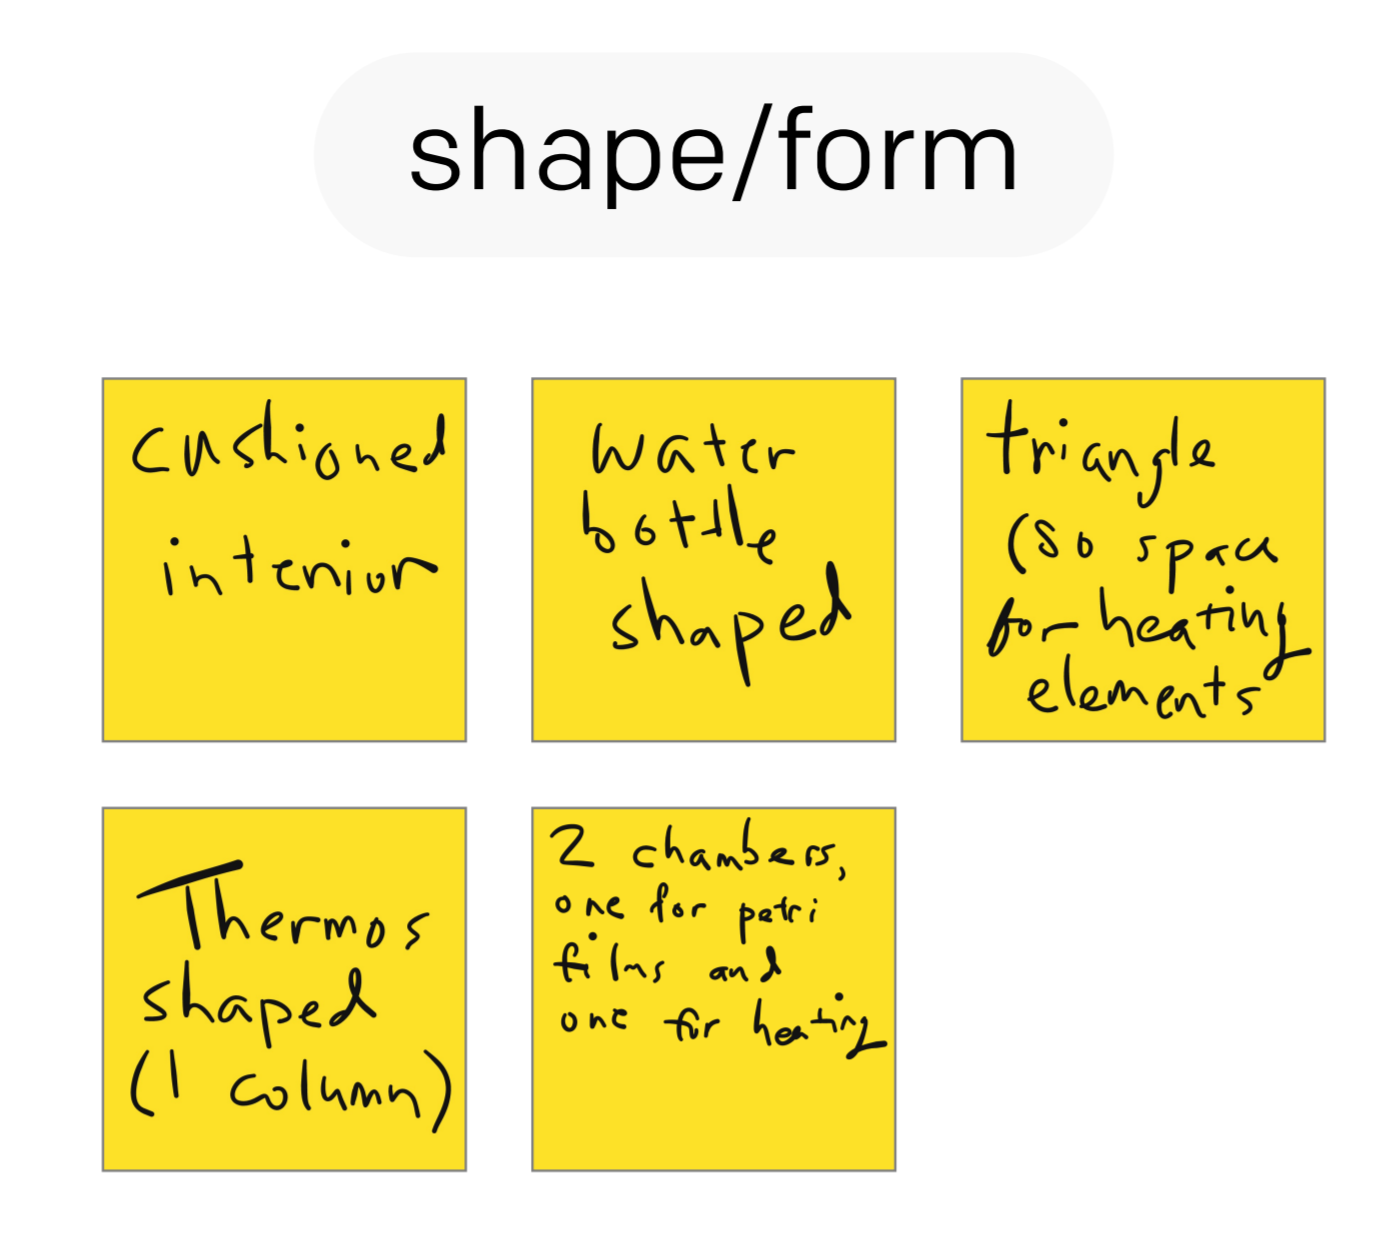 shape/form
cushioned
interior
water
bottle
shaped
triangle
(so space
for heating
elements
Thermos
shaped
(1 column)
2 chambers,
one for petri
films and
one for heating